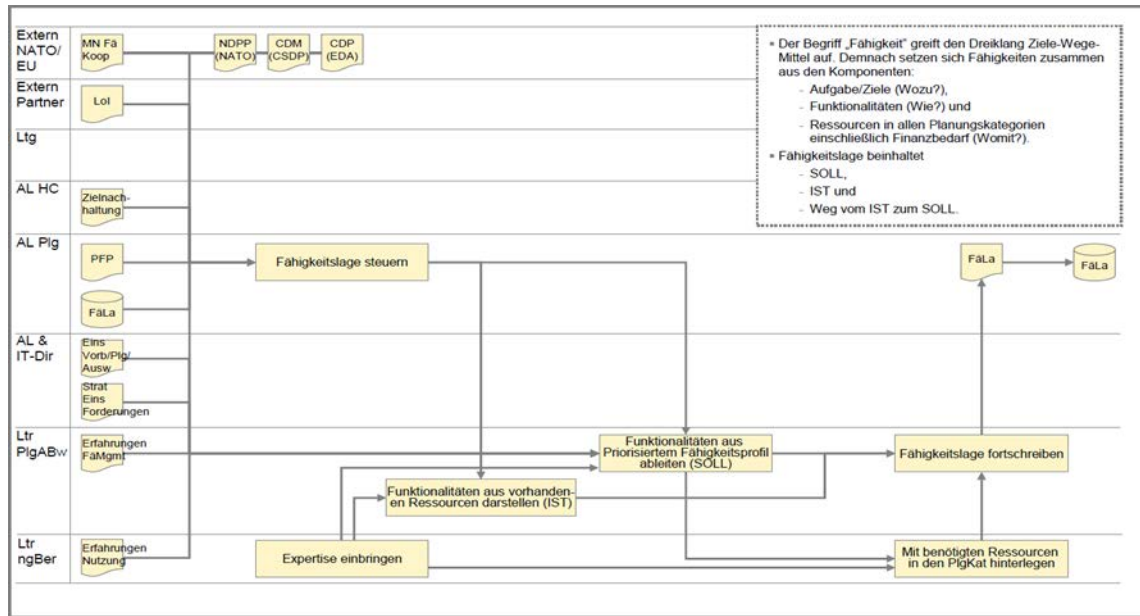 Extern
NATO/
EU
MN Fä
Koop
NDPP
(NATO)
CDM
(CSDP)
CDP
(EDA)
▪ Der Begriff „Fähigkeit" greift den Dreiklang Ziele-Wege-
Mittel auf. Demnach setzen sich Fähigkeiten zusammen
aus den Komponenten:
- Aufgabe/Ziele (Wozu?),
- Funktionalitäten (Wie?) und
- Ressourcen in allen Planungskategorien
einschließlich Finanzbedarf (Womit?).
▪ Fähigkeitslage beinhaltet
- SOLL,
- IST und
- Weg vom IST zum SOLL.
Extern
Partner
LoI
Ltg
AL HC
Zielnach-
haltung
AL Plg
PFP
Fähigkeitslage steuern
FäLa
FäLa
FäLa
AL &
IT-Dir
Eins
Vorb/Plg/
Ausw
Strat
Eins
Forderungen
Ltr
PlgABw
Erfahrungen
FäMgmt
Funktionalitäten aus
Priorisiertem Fähigkeitsprofil
ableiten (SOLL)
Fähigkeitslage fortschreiben
Funktionalitäten aus vorhanden-
en Ressourcen darstellen (IST)
Ltr
ngBer
Erfahrungen
Nutzung
Expertise einbringen
Mit benötigten Ressourcen
in den PlgKat hinterlegen